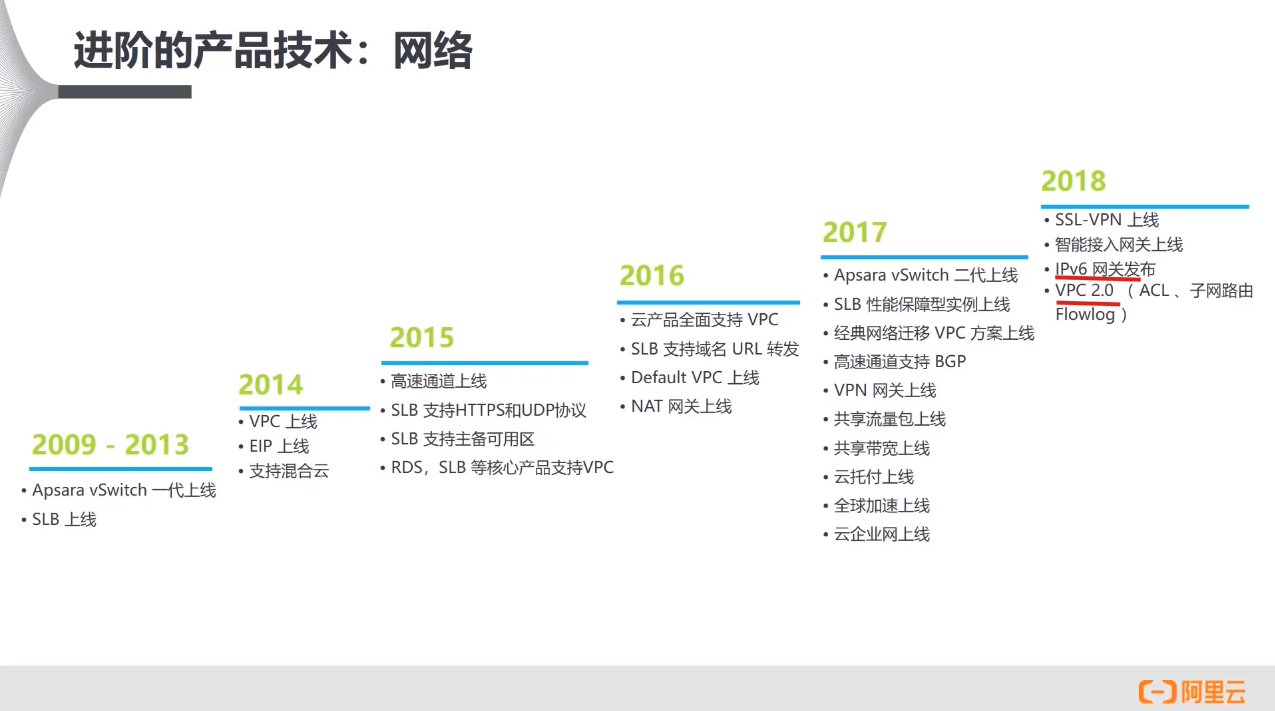 进阶的产品技术：网络
2009 - 2013
• Apsara vSwitch 一代上线
• SLB 上线
2014
• VPC 上线
• EIP 上线
• 支持混合云
2015
• 高速通道上线
• SLB 支持HTTPS和UDP协议
• SLB 支持主备可用区
• RDS，SLB 等核心产品支持VPC
2016
• 云产品全面支持 VPC
• SLB 支持域名 URL 转发
• Default VPC 上线
• NAT 网关上线
2017
• Apsara vSwitch 二代上线
• SLB 性能保障型实例上线
• 经典网络迁移 VPC 方案上线
• 高速通道支持 BGP
• VPN 网关上线
• 共享流量包上线
• 共享带宽上线
• 云托付上线
• 全球加速上线
• 云企业网上线
2018
• SSL-VPN 上线
• 智能接入网关上线
• IPv6 网关发布
• VPC 2.0 （ ACL 、子网路由
Flowlog ）
阿里云